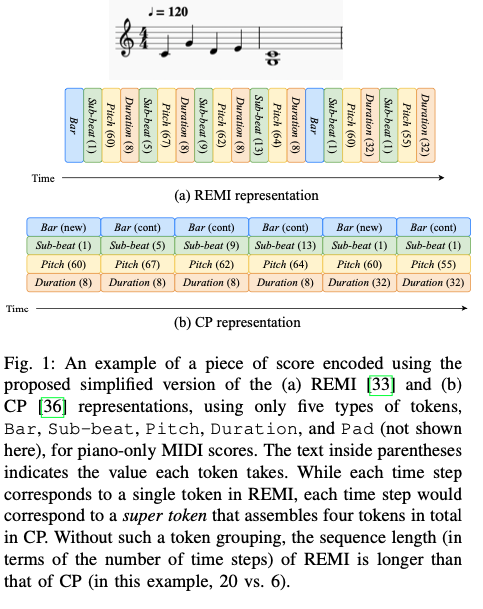 ♩ = 120
Bar Sub-beat (1) Pitch (60) Duration (8) Sub-beat (5) Pitch (67) Duration (8) Sub-beat (9) Pitch (62) Duration (8) Sub-beat (13) Pitch (64) Duration (8) Bar Sub-beat (1) Pitch (60) Duration (32) Sub-beat (1) Pitch (55) Duration (32)
Time
(a) REMI representation
Bar (new) Bar (cont) Bar (cont) Bar (cont) Bar (new) Bar (cont)
Sub-beat (1) Sub-beat (5) Sub-beat (9) Sub-beat (13) Sub-beat (1) Sub-beat (1)
Pitch (60) Pitch (67) Pitch (62) Pitch (64) Pitch (60) Pitch (55)
Duration (8) Duration (8) Duration (8) Duration (8) Duration (32) Duration (32)
Time
(b) CP representation
Fig. 1: An example of a piece of score encoded using the
proposed simplified version of the (a) REMI [33] and (b)
CP [36] representations, using only five types of tokens,
Bar, Sub-beat, Pitch, Duration, and Pad (not shown
here), for piano-only MIDI scores. The text inside parentheses
indicates the value each token takes. While each time step
corresponds to a single token in REMI, each time step would
correspond to a super token that assembles four tokens in total
in CP. Without such a token grouping, the sequence length (in
terms of the number of time steps) of REMI is longer than
that of CP (in this example, 20 vs. 6).